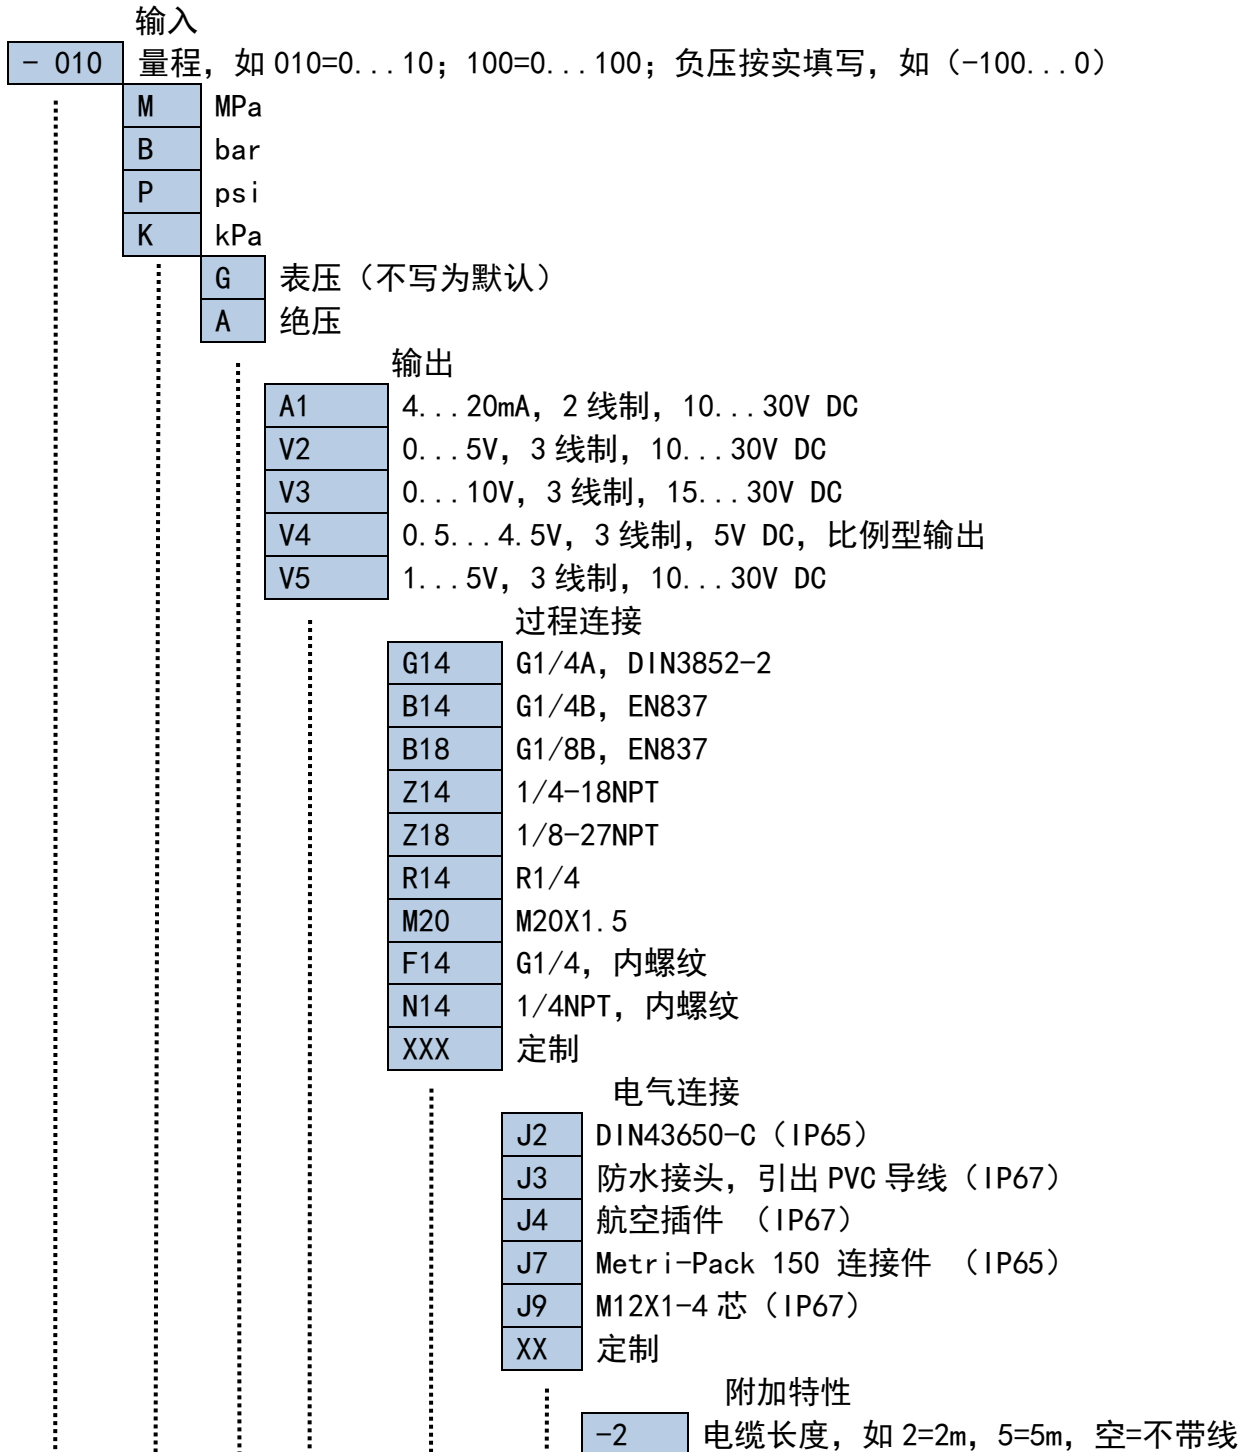 输入
- 010 量程，如 010=0...10；100=0...100；负压按实填写，如（-100...0）
M MPa
B bar
P psi
K kPa
G 表压（不写为默认）
A 绝压
输出
A1 4...20mA，2 线制，10...30V DC
V2 0...5V，3 线制，10...30V DC
V3 0...10V，3 线制，15...30V DC
V4 0.5...4.5V，3 线制，5V DC，比例型输出
V5 1...5V，3 线制，10...30V DC
过程连接
G14 G1/4A，DIN3852-2
B14 G1/4B，EN837
B18 G1/8B，EN837
Z14 1/4-18NPT
Z18 1/8-27NPT
R14 R1/4
M20 M20X1.5
F14 G1/4，内螺纹
N14 1/4NPT，内螺纹
XXX 定制
电气连接
J2 DIN43650-C（IP65）
J3 防水接头，引出 PVC 导线（IP67）
J4 航空插件 （IP67）
J7 Metri-Pack 150 连接件 （IP65）
J9 M12X1-4 芯（IP67）
XX 定制
附加特性
-2 电缆长度，如 2=2m，5=5m，空=不带线